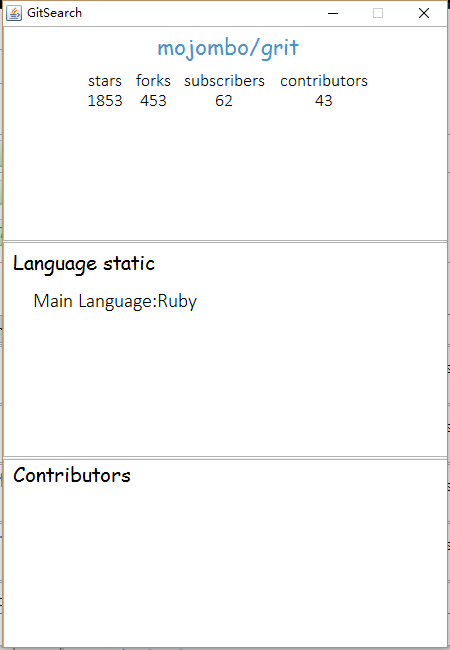 GitSearch
mojombo/grit
stars forks subscribers contributors
1853 453 62 43
Language static
Main Language:Ruby
Contributors